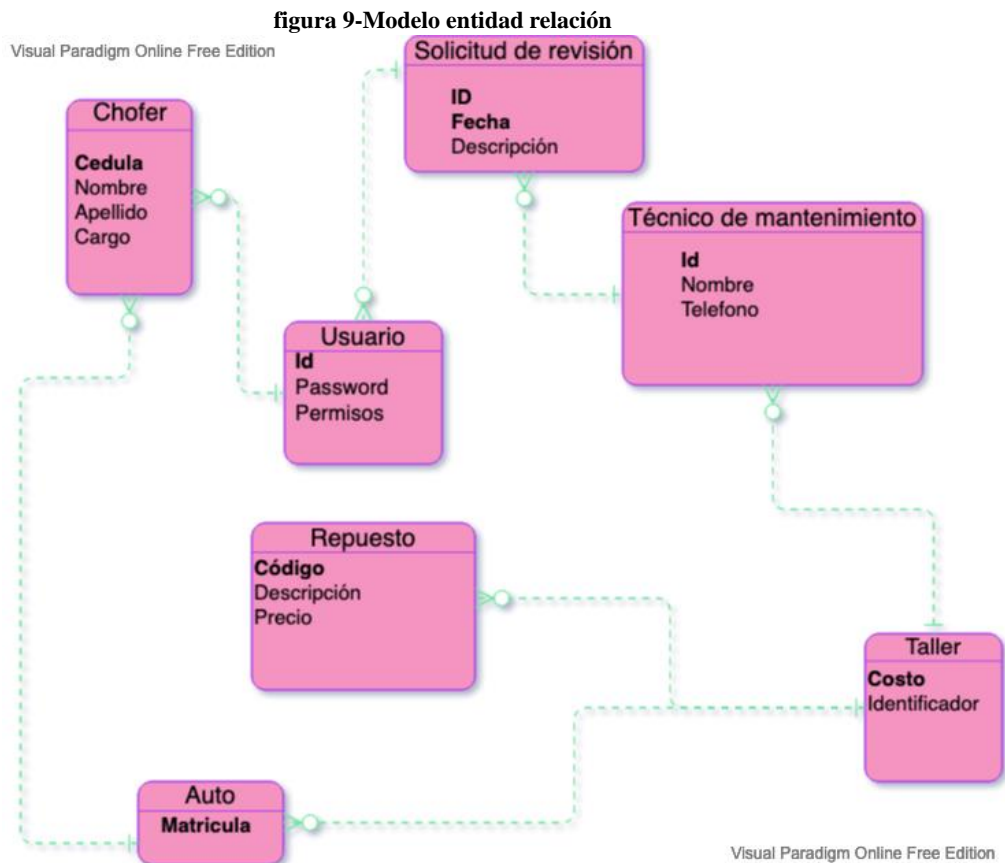 figura 9-Modelo entidad relación
Visual Paradigm Online Free Edition
Solicitud de revisión
ID
Fecha
Descripción
Chofer
Cedula
Nombre
Apellido
Cargo
Técnico de mantenimiento
Id
Nombre
Telefono
Usuario
Id
Password
Permisos
Repuesto
Código
Descripción
Precio
Taller
Costo
Identificador
Auto
Matricula
Visual Paradigm Online Free Edition